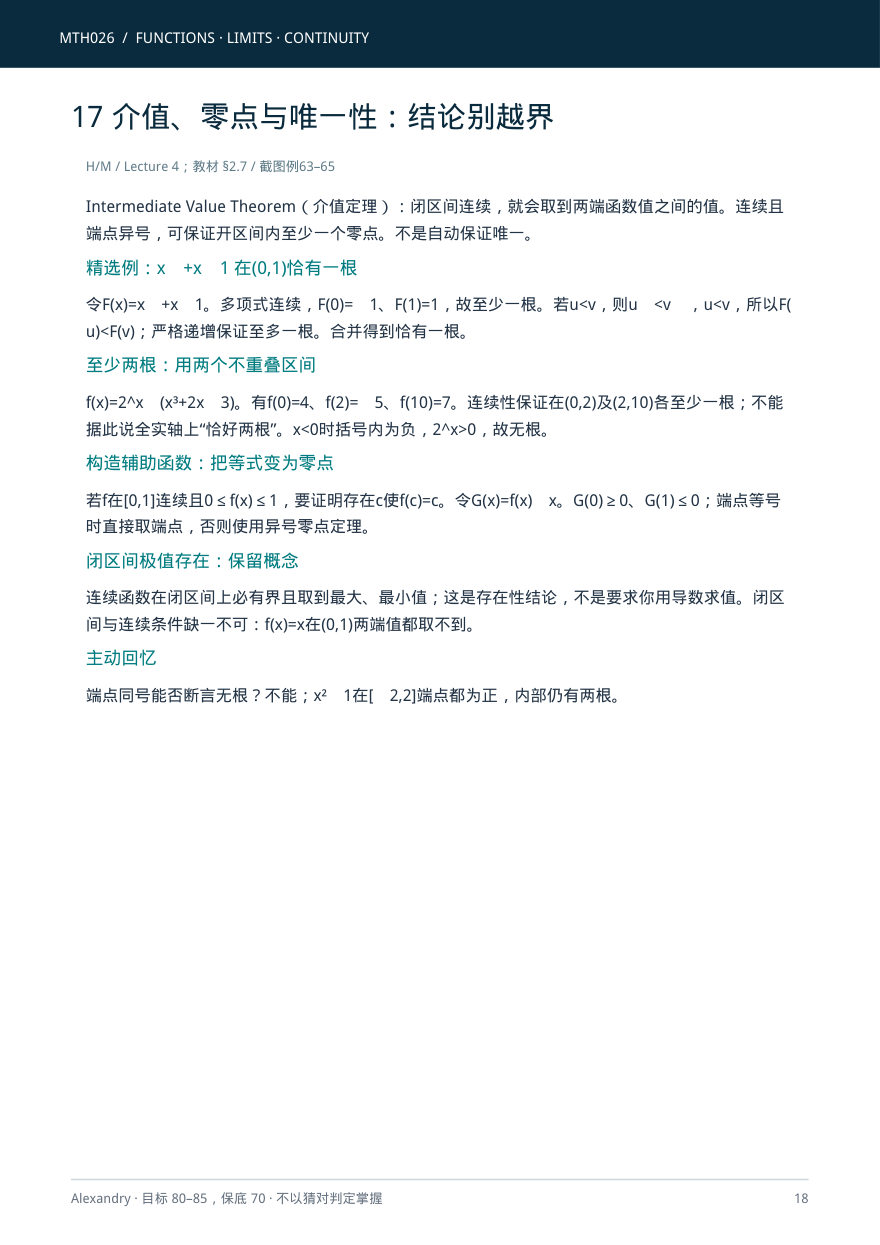 MTH026 / FUNCTIONS · LIMITS · CONTINUITY
17 介值、零点与唯一性：结论别越界
H/M / Lecture 4；教材 §2.7 / 截图例63–65
Intermediate Value Theorem（介值定理）：闭区间连续，就会取到两端函数值之间的值。连续且
端点异号，可保证开区间内至少一个零点。不是自动保证唯一。
精选例：x +x 1 在(0,1)恰有一根
令F(x)=x +x 1。多项式连续，F(0)= 1、F(1)=1，故至少一根。若u<v，则u <v ，u<v，所以F(
u)<F(v)；严格递增保证至多一根。合并得到恰有一根。
至少两根：用两个不重叠区间
f(x)=2^x (x³+2x 3)。有f(0)=4、f(2)= 5、f(10)=7。连续性保证在(0,2)及(2,10)各至少一根；不能
据此说全实轴上“恰好两根”。x<0时括号内为负，2^x>0，故无根。
构造辅助函数：把等式变为零点
若f在[0,1]连续且0 ≤ f(x) ≤ 1，要证明存在c使f(c)=c。令G(x)=f(x) x。G(0) ≥ 0、G(1) ≤ 0；端点等号
时直接取端点，否则使用异号零点定理。
闭区间极值存在：保留概念
连续函数在闭区间上必有界且取到最大、最小值；这是存在性结论，不是要求你用导数求值。闭区
间与连续条件缺一不可：f(x)=x在(0,1)两端值都取不到。
主动回忆
端点同号能否断言无根？不能；x² 1在[ 2,2]端点都为正，内部仍有两根。
Alexandry · 目标 80–85，保底 70 · 不以猜对判定掌握
18